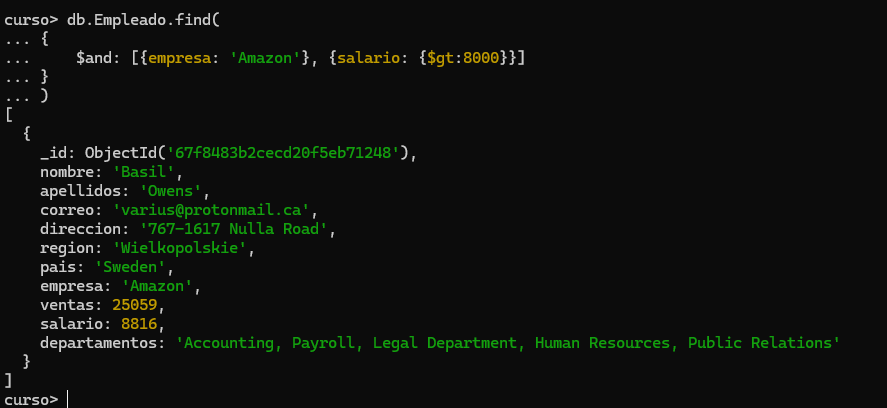 curso> db.Empleado.find(
... {
...     $and: [{empresa: 'Amazon'}, {salario: {$gt:8000}}]
... }
... )
[
  {
    _id: ObjectId('67f8483b2cecd20f5eb71248'),
    nombre: 'Basil',
    apellidos: 'Owens',
    correo: 'varius@protonmail.ca',
    direccion: '767-1617 Nulla Road',
    region: 'Wielkopolskie',
    pais: 'Sweden',
    empresa: 'Amazon',
    ventas: 25059,
    salario: 8816,
    departamentos: 'Accounting, Payroll, Legal Department, Human Resources, Public Relations'
  }
]
curso>